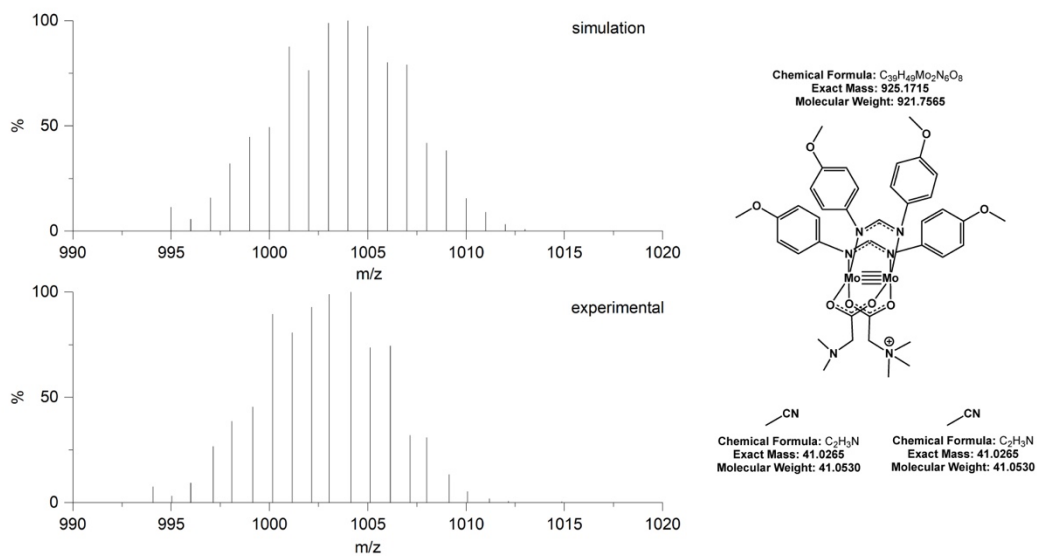 100
50
0
%
simulation
990
995
1000
1005
1010
1015
1020
m/z
100
50
0
%
experimental
990
995
1000
1005
1010
1015
1020
m/z
Chemical Formula: C₃₉H₄₉Mo₂N₆O₈
Exact Mass: 925.1715
Molecular Weight: 921.7565
O
O
O
O
N
N
N
N
Mo
Mo
O
O
O
O
N
N
⊕
CN
Chemical Formula: C₂H₃N
Exact Mass: 41.0265
Molecular Weight: 41.0530
CN
Chemical Formula: C₂H₃N
Exact Mass: 41.0265
Molecular Weight: 41.0530